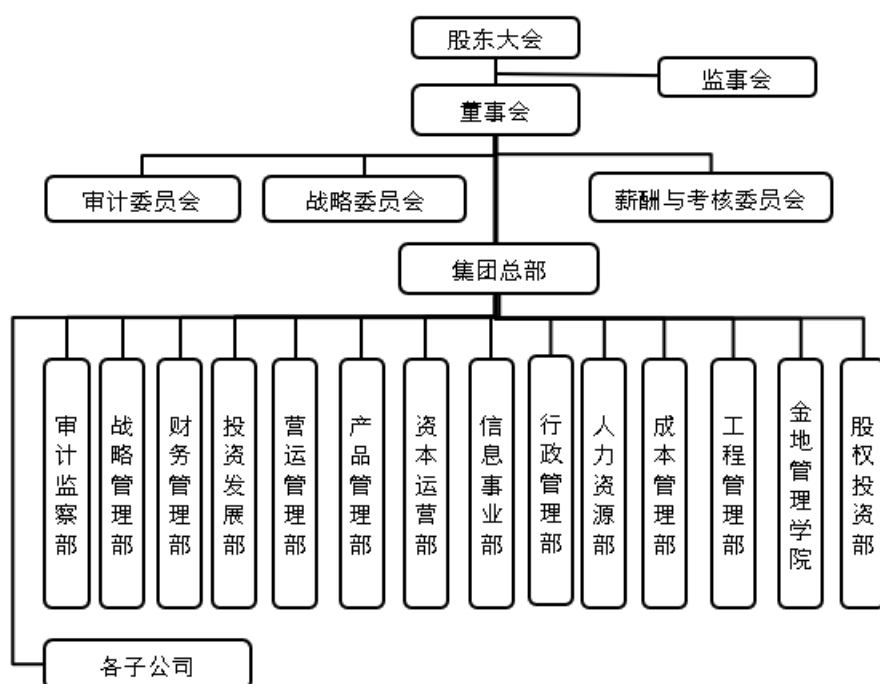 股东大会
监事会
董事会
审计委员会
战略委员会
薪酬与考核委员会
集团总部
审计监察部
战略管理部
财务管理部
投资发展部
营运管理部
产品管理部
资本运营部
信息事业部
行政管理部
人力资源部
成本管理部
工程管理部
金地管理学院
股权投资部
各子公司